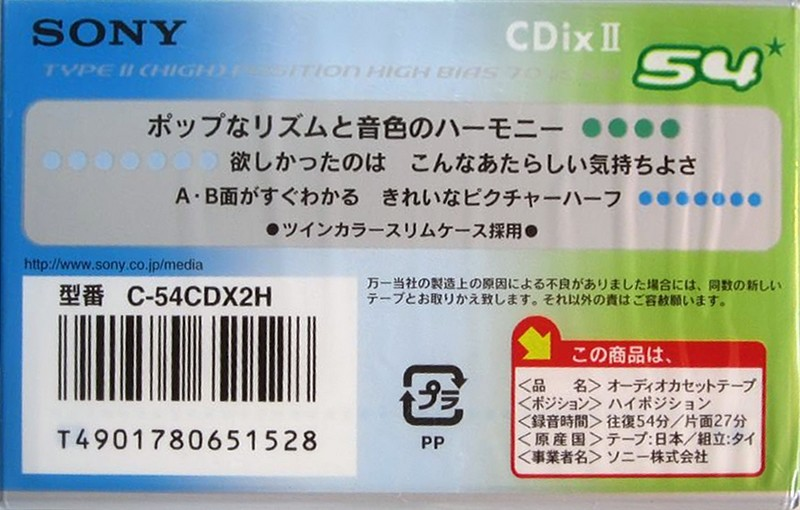 SONY
CDix II
54
TYPE II (HIGH) POSITION HIGH BIAS 70
ポップなリズムと音色のハーモニー
欲しかったのは こんなあたらしい気持ちよさ
A・B面がすぐわかる きれいなピクチャーハーフ
●ツインカラースリムケース採用●
http://www.sony.co.jp/media
型番 C-54CDX2H
T4901780651528
万一当社の製造上の原因による不良がありました場合には、同数の新しい
テープとお取りかえ致します。それ以外の責はご容赦願います。
プラ
PP
この商品は、
<品 名> オーディオカセットテープ
<ポジション> ハイポジション
<録音時間> 往復54分/片面27分
<原産国> テープ:日本/組立:タイ
<事業者名> ソニー株式会社